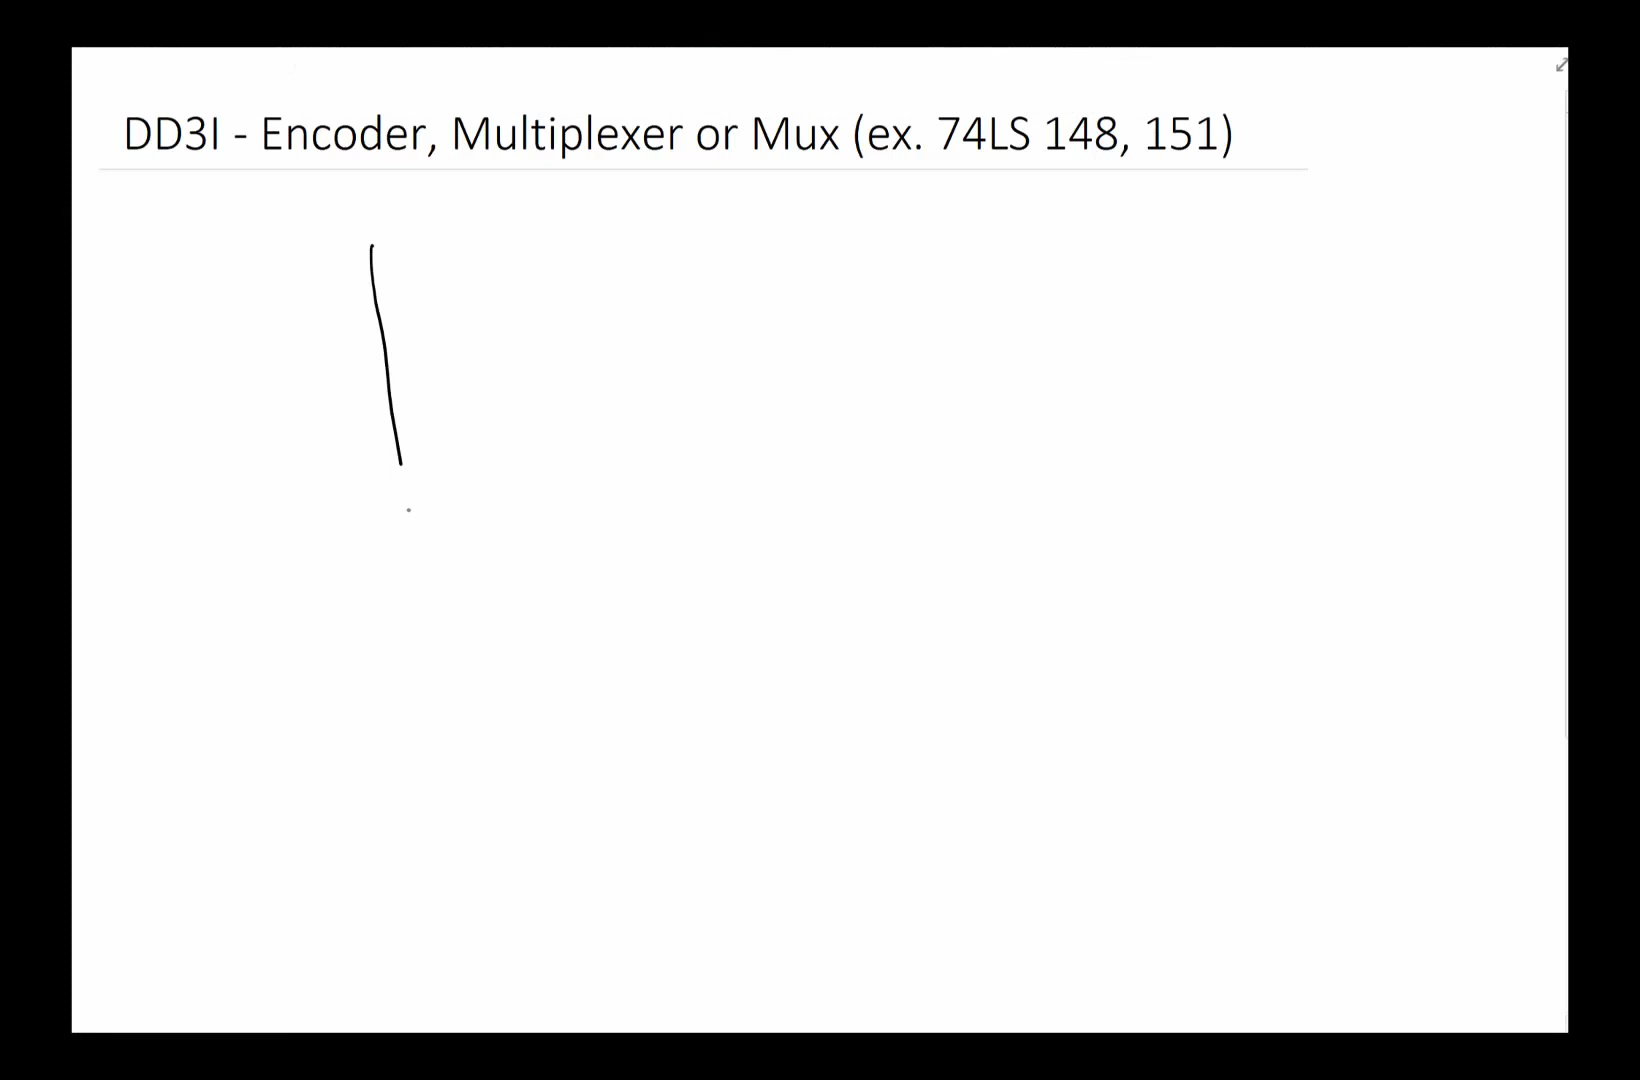 DD3I - Encoder, Multiplexer or Mux (ex. 74LS 148, 151)